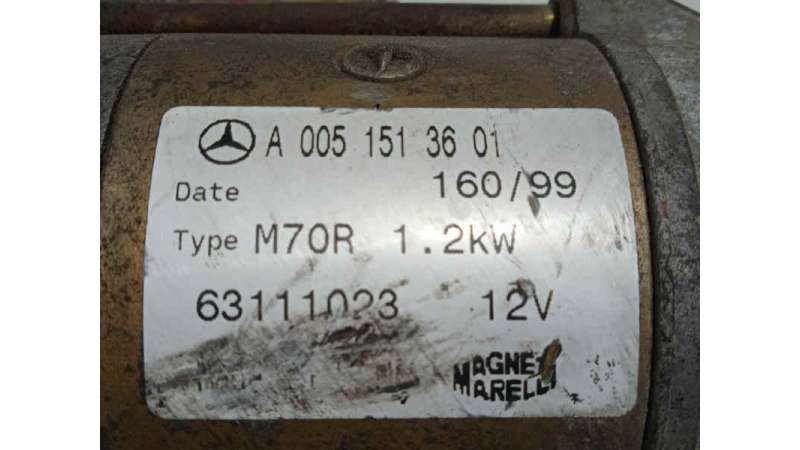 A 005 151 36 01
Date 160/99
Type M70R 1.2kW
63111023 12V
MAGNETI
MARELLI